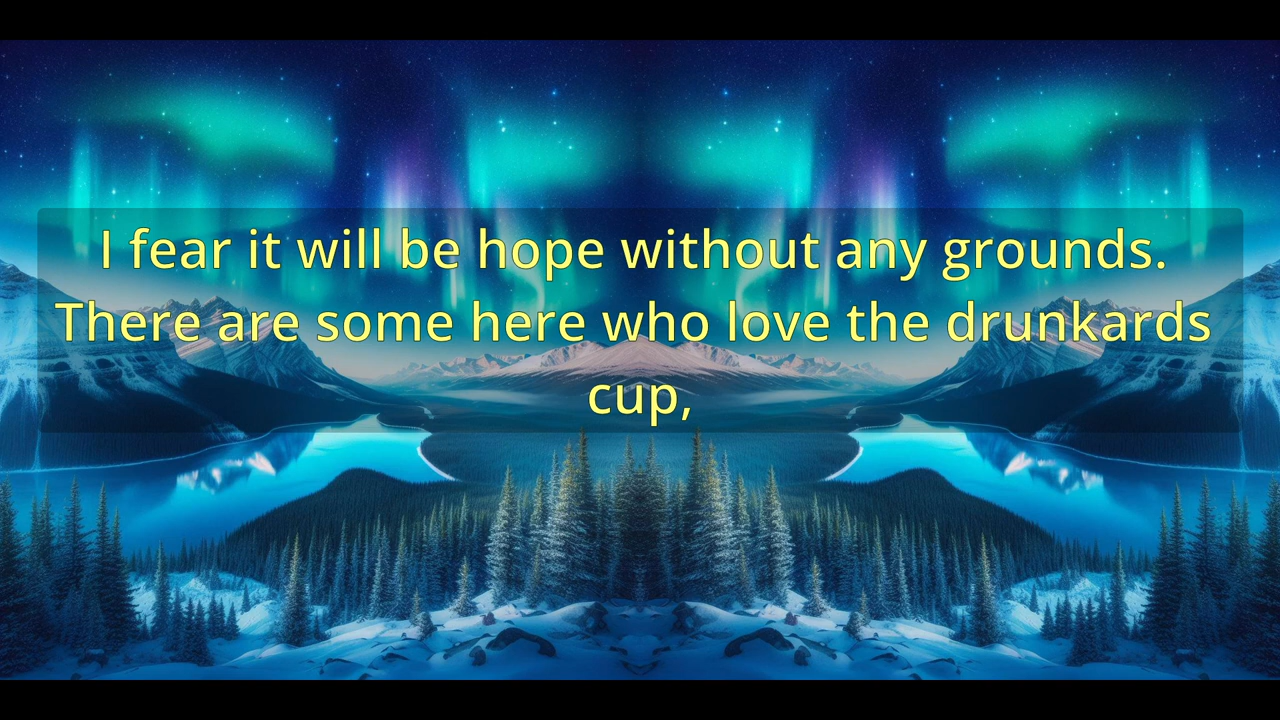 I fear it will be hope without any grounds.
There are some here who love the drunkards
cup,